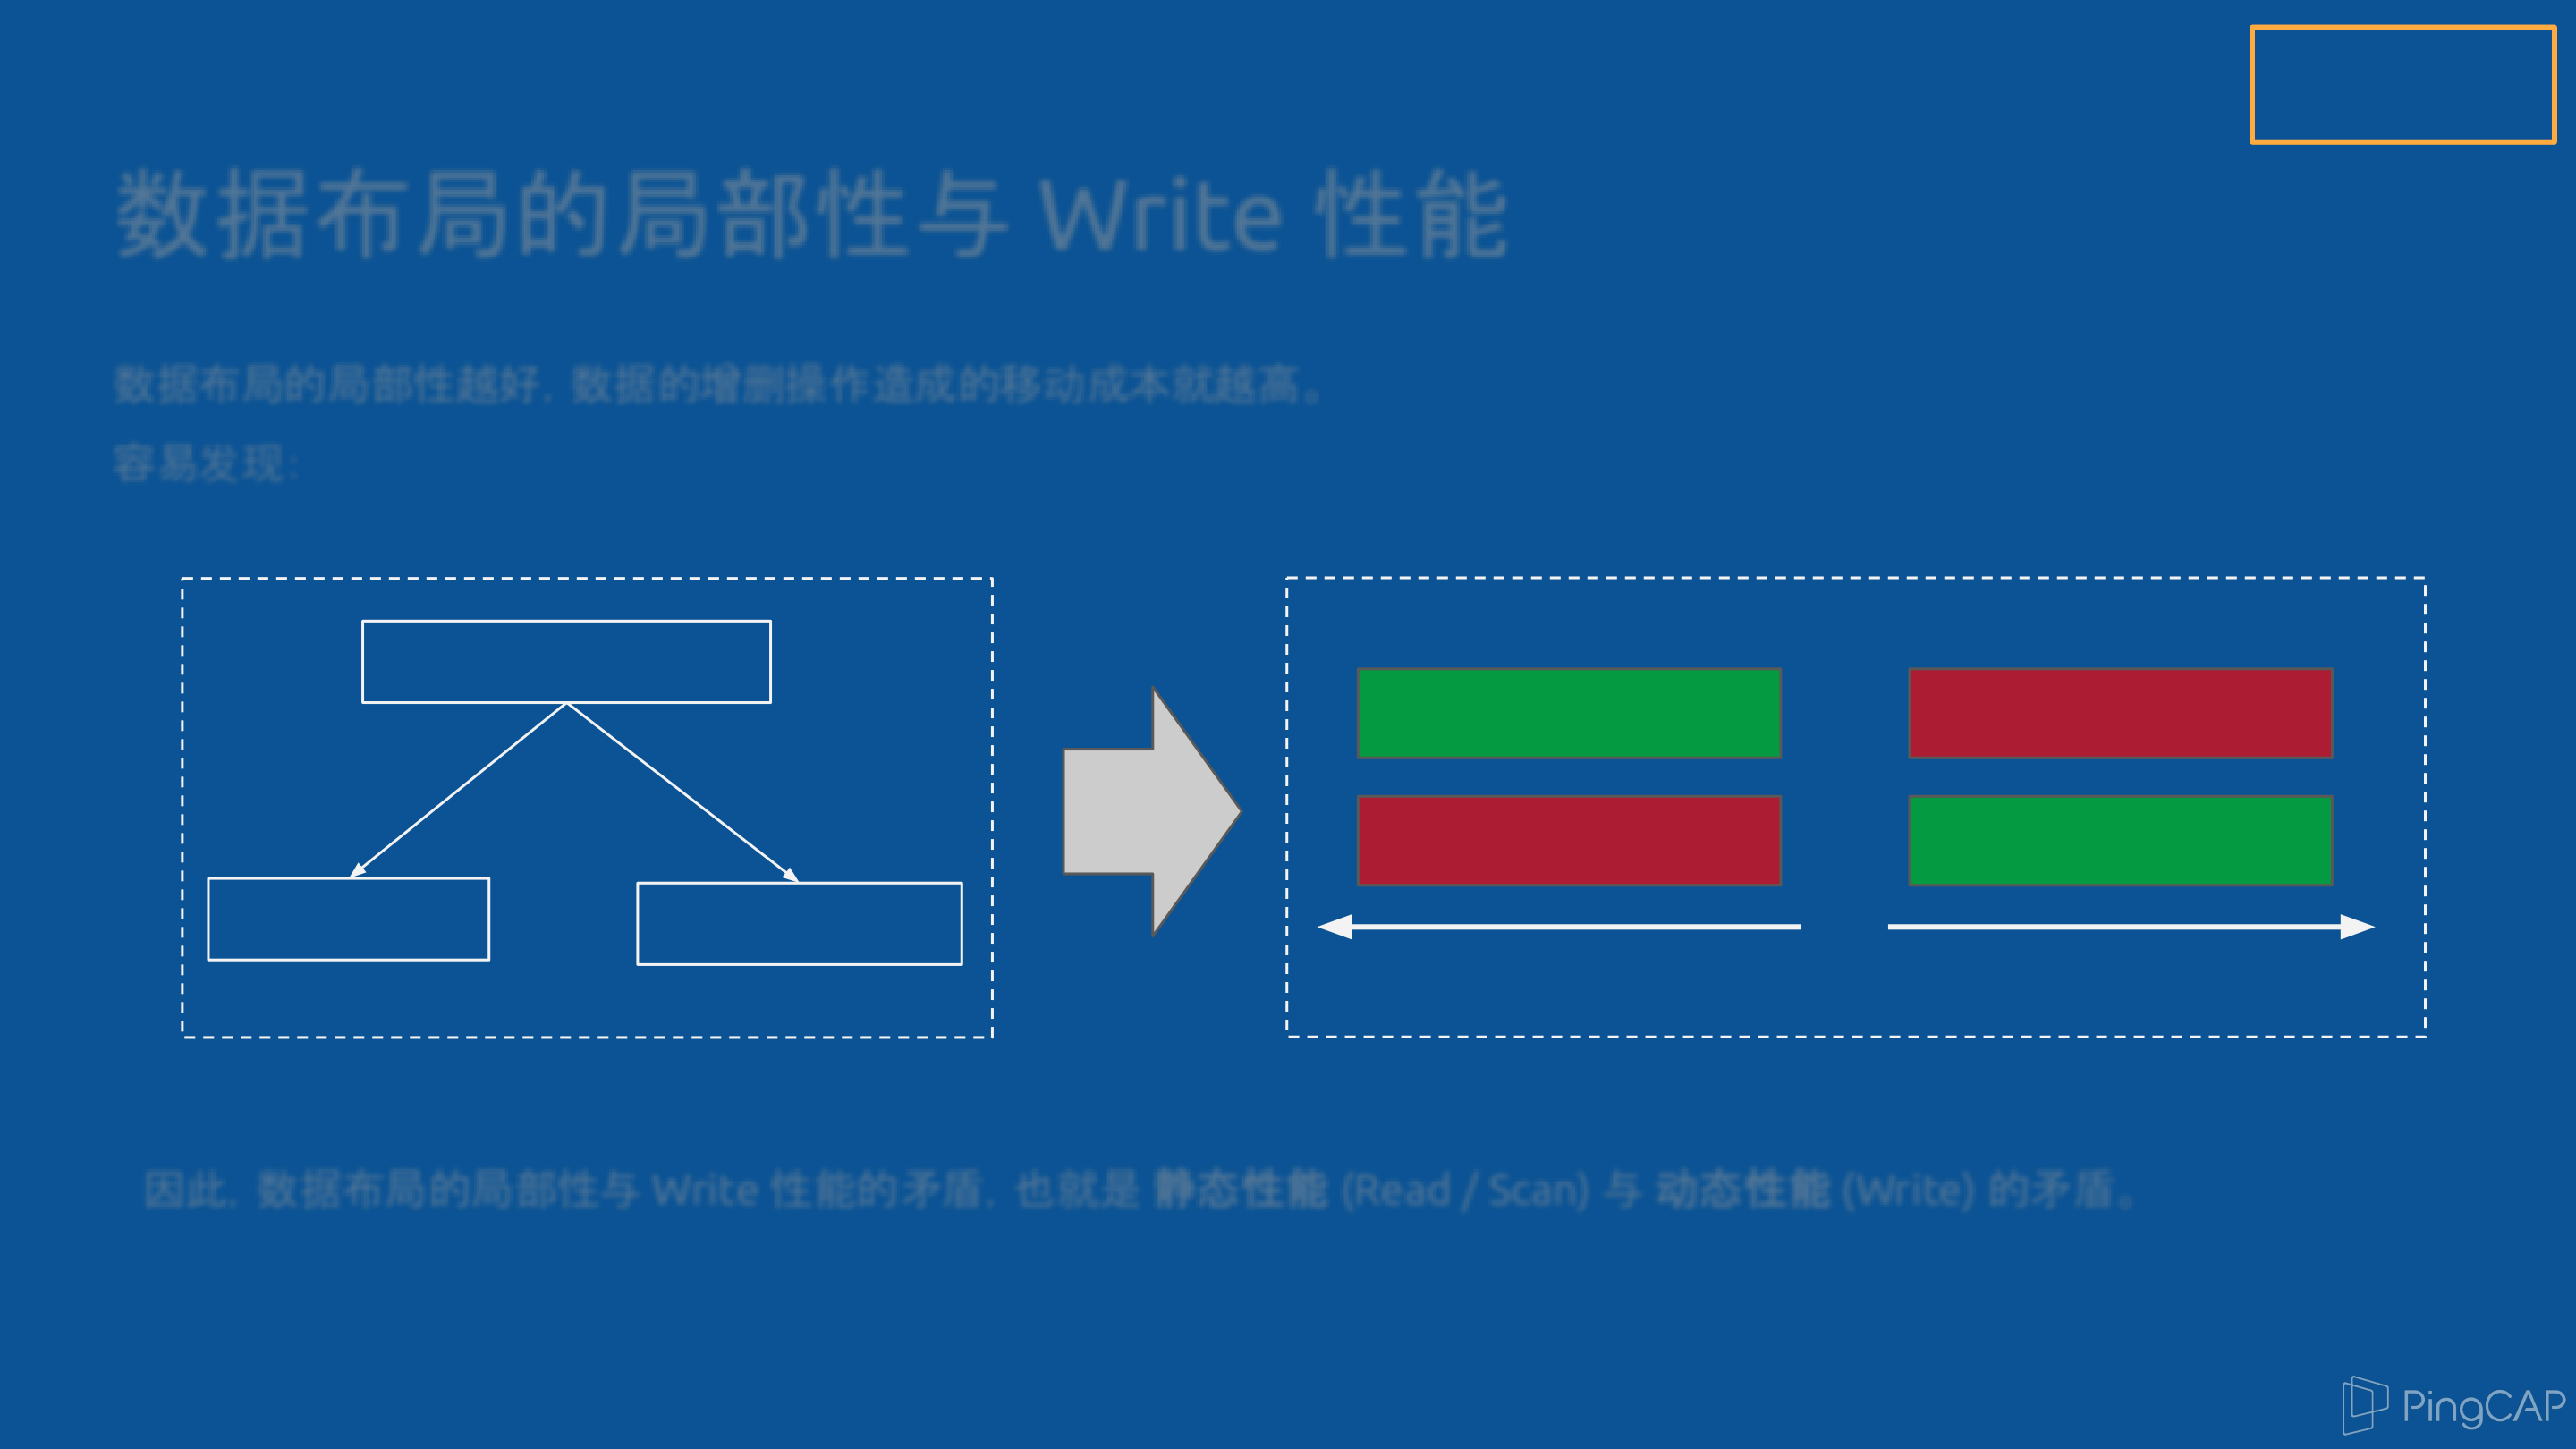 数据布局的局部性与 Write 性能
数据布局的局部性越好，数据的增删操作造成的移动成本就越高。
容易发现：
因此，数据布局的局部性与 Write 性能的矛盾，也就是 静态性能 (Read / Scan) 与 动态性能 (Write) 的矛盾。
PingCAP